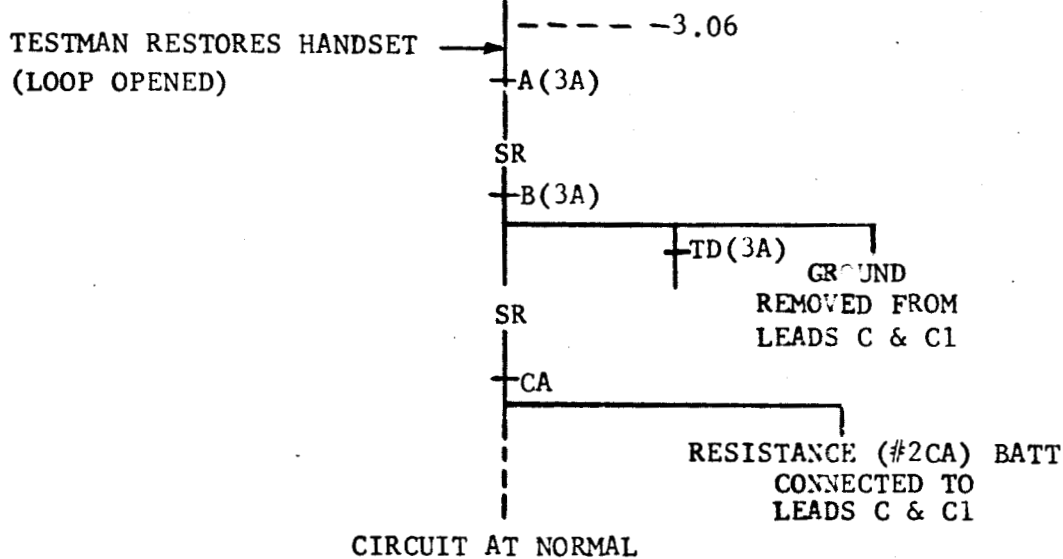 3.06
TESTMAN RESTORES HANDSET
(LOOP OPENED)
A(3A)
SR
B(3A)
TD(3A)
GROUND
REMOVED FROM
LEADS C & C1
SR
CA
RESISTANCE (#2CA) BATT
CONNECTED TO
LEADS C & C1
CIRCUIT AT NORMAL